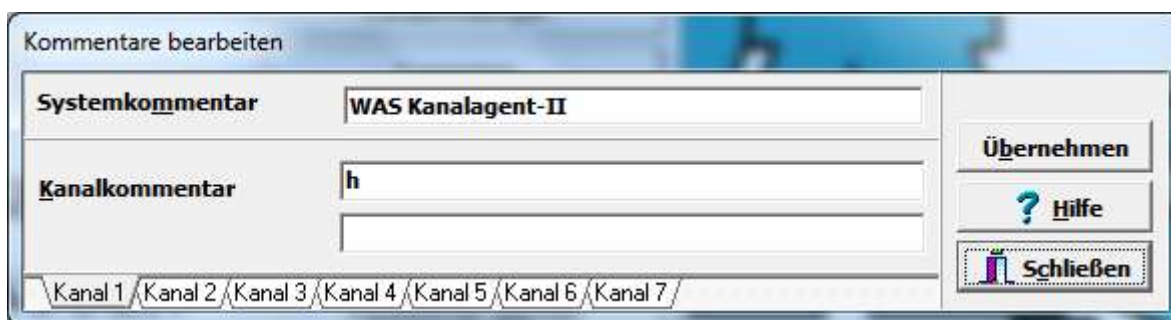 Kommentare bearbeiten
Systemkommentar
WAS Kanalagent-II
Kanalkommentar
h
Übernehmen
Hilfe
Schließen
Kanal 1 Kanal 2 Kanal 3 Kanal 4 Kanal 5 Kanal 6 Kanal 7